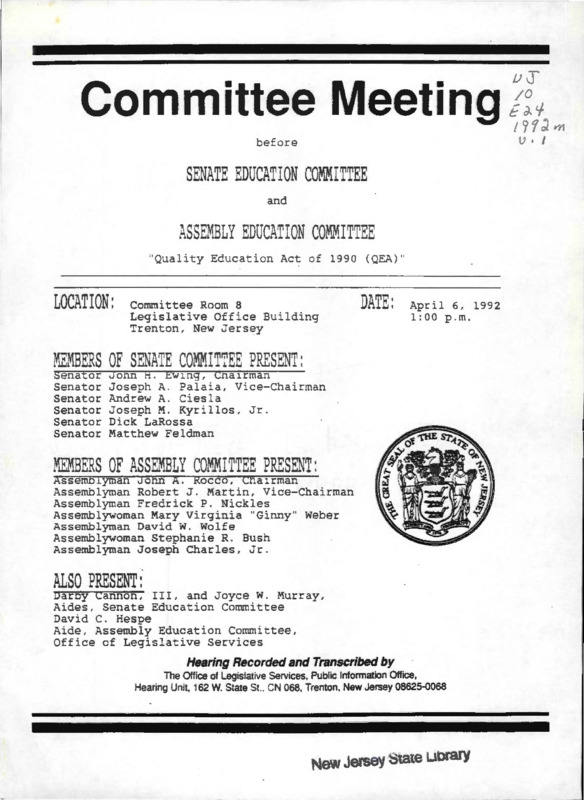 Committee Meeting
NJ
10
E24
1992m
v.1
before
SENATE EDUCATION COMMITTEE
and
ASSEMBLY EDUCATION COMMITTEE
"Quality Education Act of 1990 (QEA)"
LOCATION: Committee Room 8
Legislative Office Building
Trenton, New Jersey
DATE: April 6, 1992
1:00 p.m.
MEMBERS OF SENATE COMMITTEE PRESENT:
Senator John H. Ewing, Chairman
Senator Joseph A. Palaia, Vice-Chairman
Senator Andrew A. Ciesla
Senator Joseph M. Kyrillos, Jr.
Senator Dick LaRossa
Senator Matthew Feldman
MEMBERS OF ASSEMBLY COMMITTEE PRESENT:
Assemblyman John A. Rocco, Chairman
Assemblyman Robert J. Martin, Vice-Chairman
Assemblyman Fredrick P. Nickles
Assemblywoman Mary Virginia "Ginny" Weber
Assemblyman David W. Wolfe
Assemblywoman Stephanie R. Bush
Assemblyman Joseph Charles, Jr.
THE GREAT SEAL OF THE STATE OF NEW JERSEY
ALSO PRESENT:
Darby Cannon, III, and Joyce W. Murray,
Aides, Senate Education Committee
David C. Hespe
Aide, Assembly Education Committee,
Office of Legislative Services
Hearing Recorded and Transcribed by
The Office of Legislative Services, Public Information Office,
Hearing Unit, 162 W. State St., CN 068, Trenton, New Jersey 08625-0068
New Jersey State Library